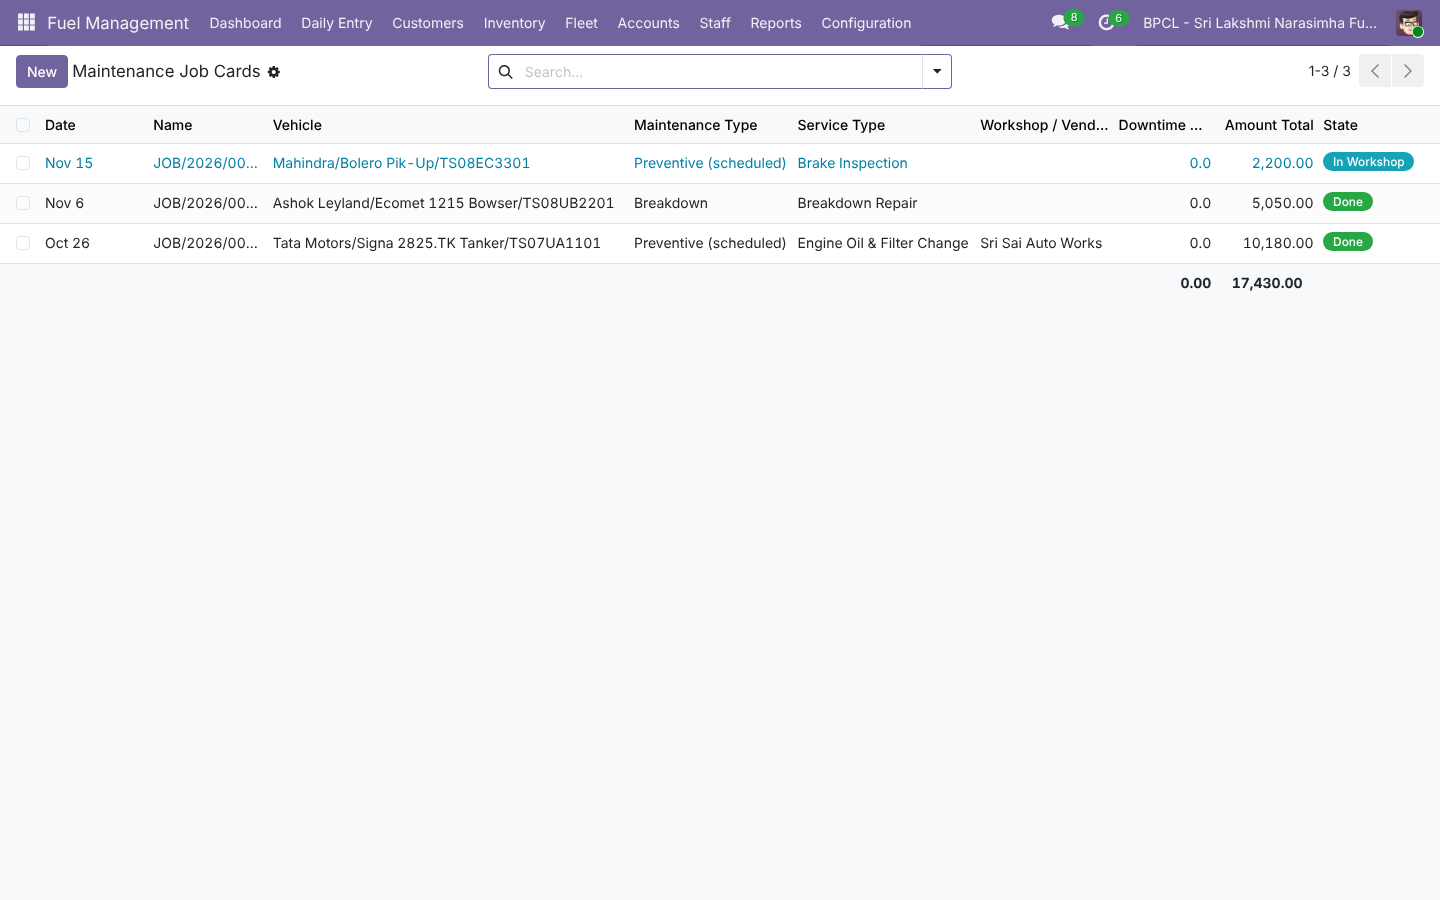 Fuel Management Dashboard Daily Entry Customers Inventory Fleet Accounts Staff Reports Configuration 8 6 BPCL - Sri Lakshmi Narasimha Fu...
New Maintenance Job Cards Search... 1-3 / 3
Date Name Vehicle Maintenance Type Service Type Workshop / Vend... Downtime ... Amount Total State
Nov 15 JOB/2026/00... Mahindra/Bolero Pik-Up/TS08EC3301 Preventive (scheduled) Brake Inspection 0.0 2,200.00 In Workshop
Nov 6 JOB/2026/00... Ashok Leyland/Ecomet 1215 Bowser/TS08UB2201 Breakdown Breakdown Repair 0.0 5,050.00 Done
Oct 26 JOB/2026/00... Tata Motors/Signa 2825.TK Tanker/TS07UA1101 Preventive (scheduled) Engine Oil & Filter Change Sri Sai Auto Works 0.0 10,180.00 Done
0.00 17,430.00